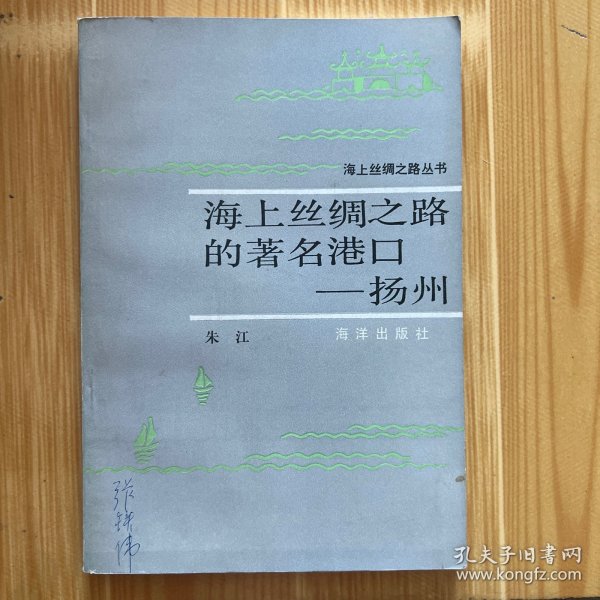 海上丝绸之路丛书
海上丝绸之路
的著名港口
—扬州
朱 江
海洋出版社
孔夫子旧书网
www.kongfz.com